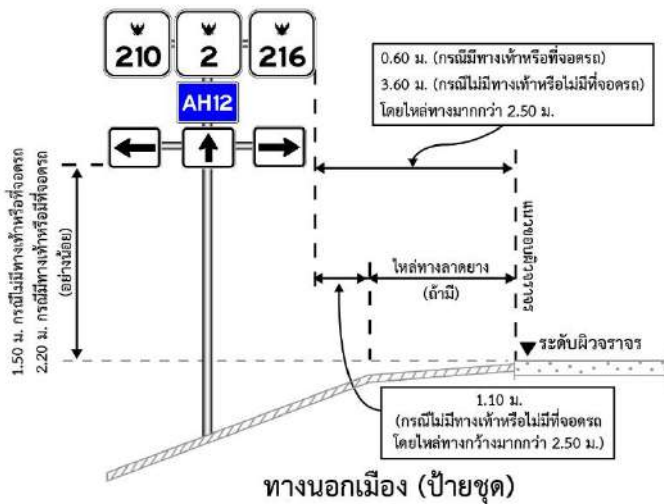 210 2 216
AH12
0.60 ม. (กรณีมีทางเท้าหรือที่จอดรถ)
3.60 ม. (กรณีไม่มีทางเท้าหรือไม่มีที่จอดรถ)
โดยไหล่ทางมากกว่า 2.50 ม.
1.50 ม. กรณีไม่มีทางเท้าหรือที่จอดรถ
2.20 ม. กรณีมีทางเท้าหรือมีที่จอดรถ
(อย่างน้อย)
แนวขอบผิวจราจร
ไหล่ทางลาดยาง
(ถ้ามี)
ระดับผิวจราจร
1.10 ม.
(กรณีไม่มีทางเท้าหรือไม่มีที่จอดรถ
โดยไหล่ทางกว้างมากกว่า 2.50 ม.)
ทางนอกเมือง (ป้ายชุด)